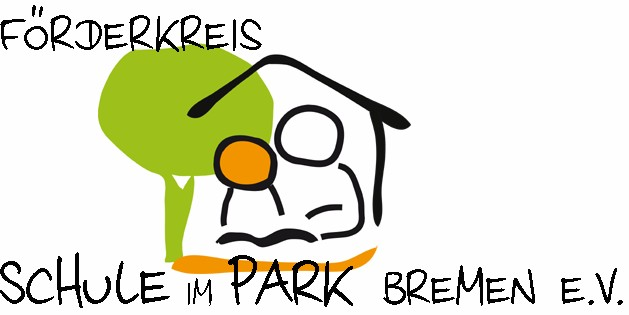 FÖRDERKREIS
SCHULE IM PARK BREMEN E.V.